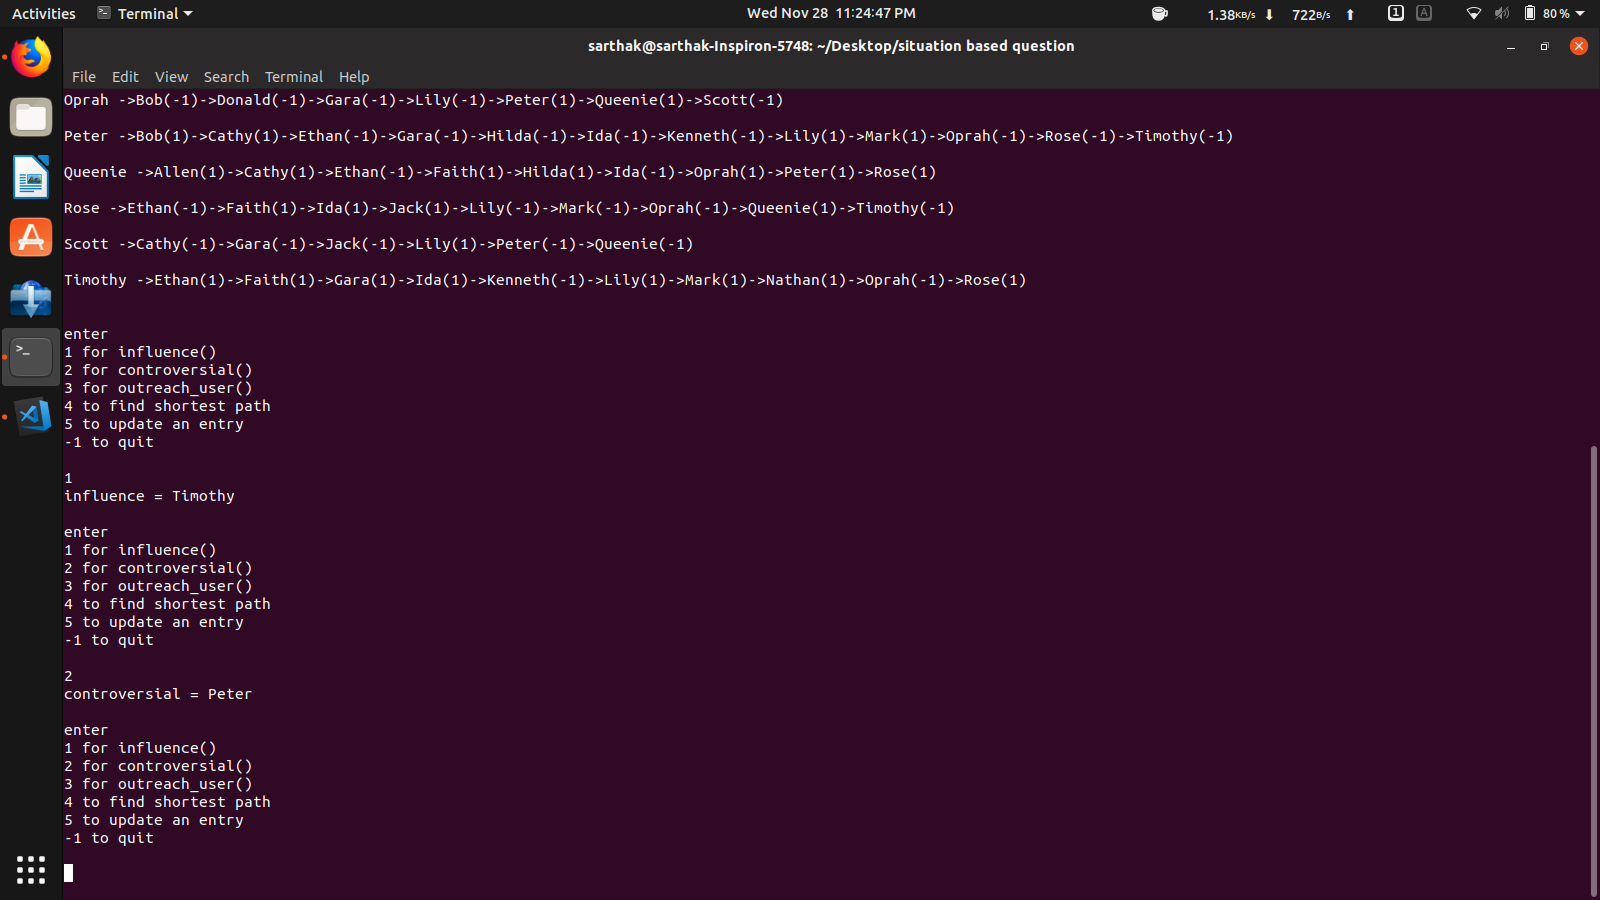 Activities Terminal Wed Nov 28 11:24:47 PM 1.38KB/s 722B/s 1 A 80%
sarthak@sarthak-Inspiron-5748: ~/Desktop/situation based question
File Edit View Search Terminal Help
Oprah ->Bob(-1)->Donald(-1)->Gara(-1)->Lily(-1)->Peter(1)->Queenie(1)->Scott(-1)
Peter ->Bob(1)->Cathy(1)->Ethan(-1)->Gara(-1)->Hilda(-1)->Ida(-1)->Kenneth(-1)->Lily(1)->Mark(1)->Oprah(-1)->Rose(-1)->Timothy(-1)
Queenie ->Allen(1)->Cathy(1)->Ethan(-1)->Faith(1)->Hilda(1)->Ida(-1)->Oprah(1)->Peter(1)->Rose(1)
Rose ->Ethan(-1)->Faith(1)->Ida(1)->Jack(1)->Lily(-1)->Mark(-1)->Oprah(-1)->Queenie(1)->Timothy(-1)
Scott ->Cathy(-1)->Gara(-1)->Jack(-1)->Lily(1)->Peter(-1)->Queenie(-1)
Timothy ->Ethan(1)->Faith(1)->Gara(1)->Ida(1)->Kenneth(-1)->Lily(1)->Mark(1)->Nathan(1)->Oprah(-1)->Rose(1)
enter
1 for influence()
2 for controversial()
3 for outreach_user()
4 to find shortest path
5 to update an entry
-1 to quit
1
influence = Timothy
enter
1 for influence()
2 for controversial()
3 for outreach_user()
4 to find shortest path
5 to update an entry
-1 to quit
2
controversial = Peter
enter
1 for influence()
2 for controversial()
3 for outreach_user()
4 to find shortest path
5 to update an entry
-1 to quit